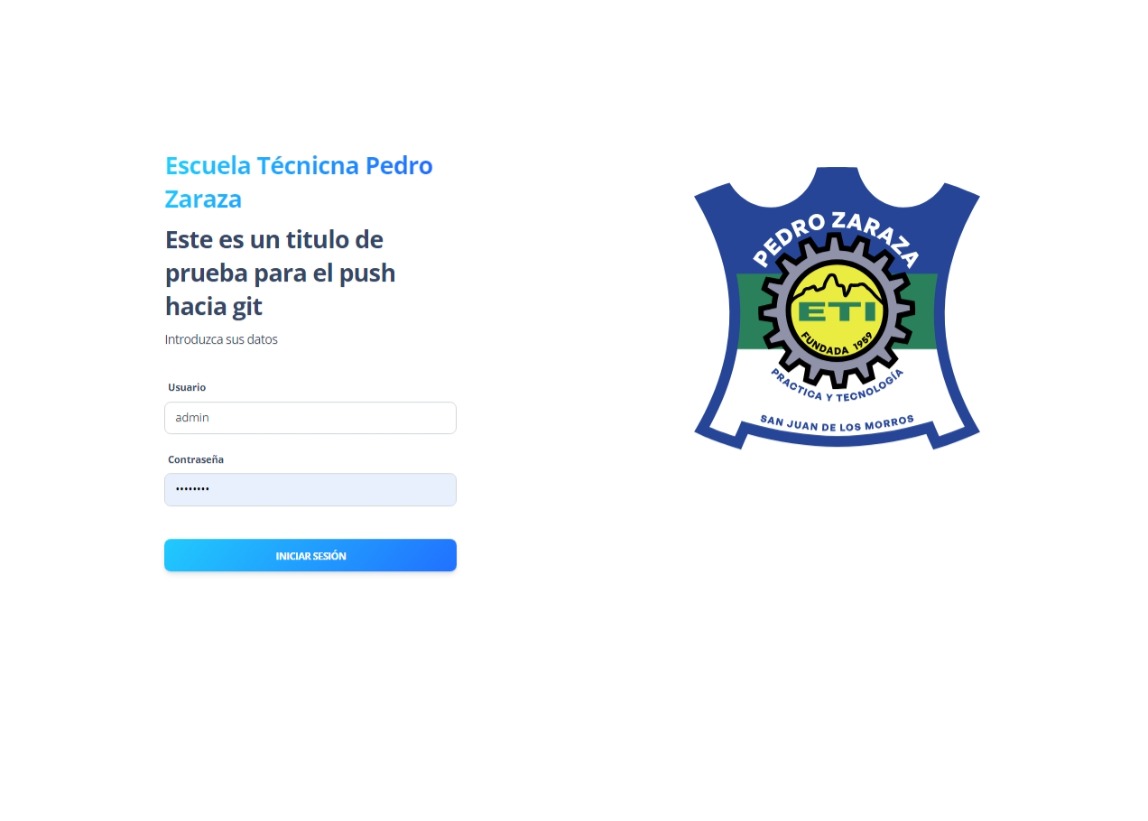 Escuela Técnicna Pedro
Zaraza
Este es un titulo de
prueba para el push
hacia git
Introduzca sus datos
Usuario
admin
Contraseña
••••••••
INICIAR SESIÓN
PEDRO ZARAZA
ETI
FUNDADA 1959
PRACTICA Y TECNOLOGÍA
SAN JUAN DE LOS MORROS